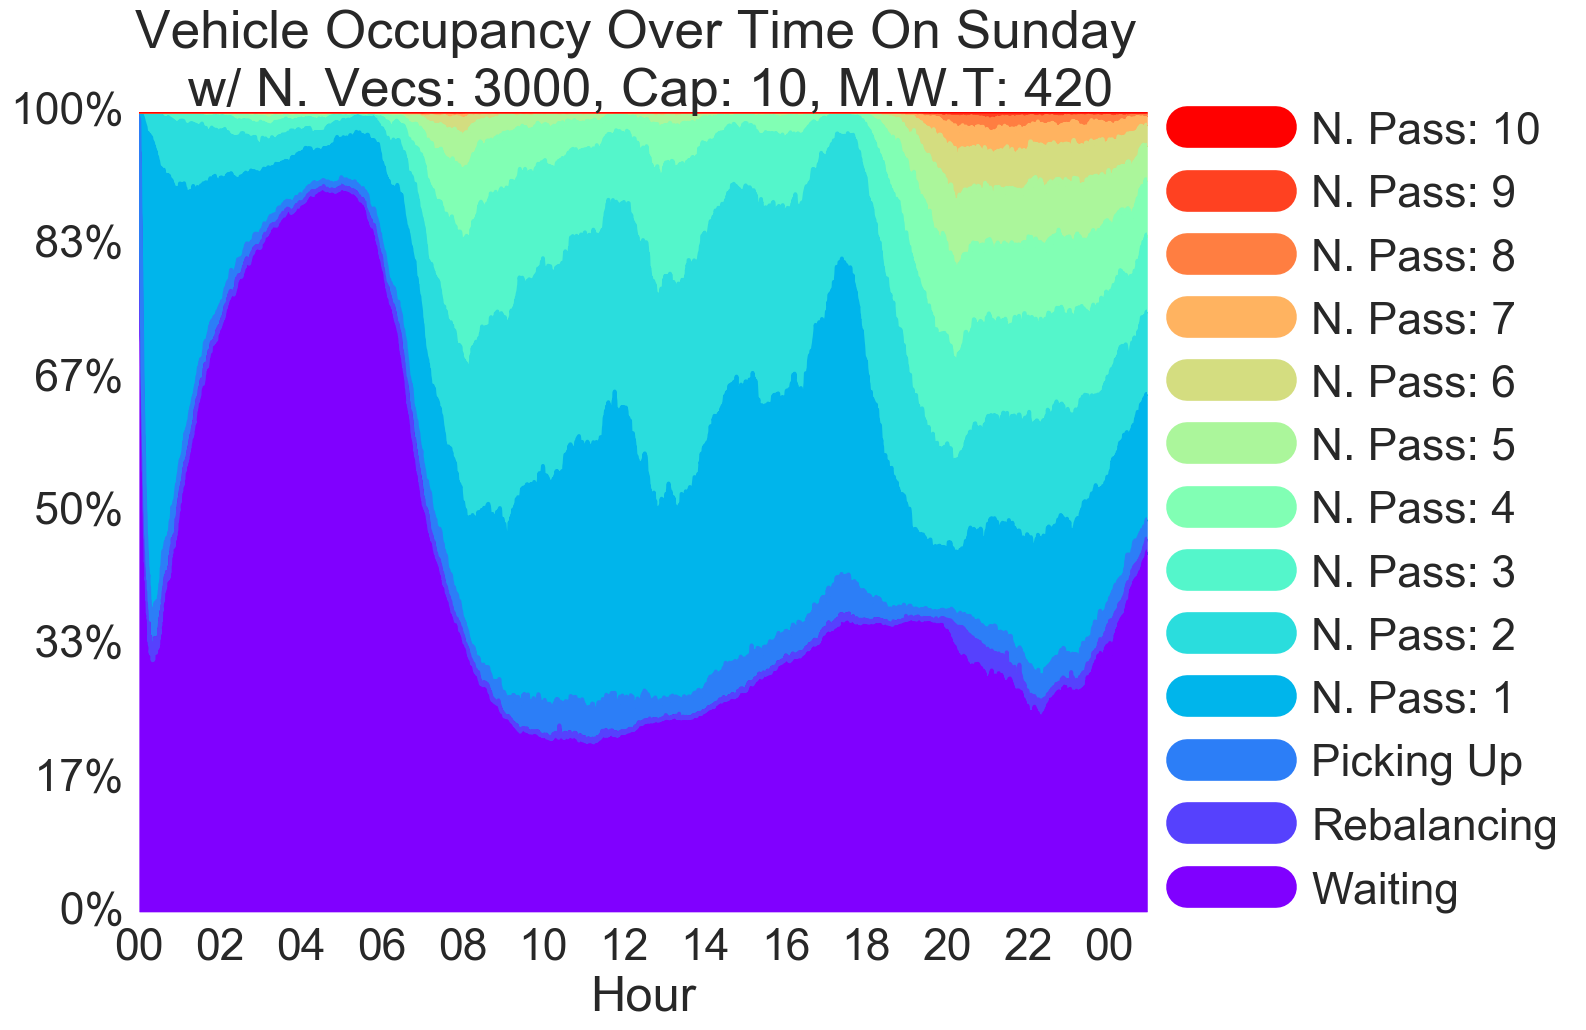 Vehicle Occupancy Over Time On Sunday
w/ N. Vecs: 3000, Cap: 10, M.W.T: 420
100%
83%
67%
50%
33%
17%
0%
00 02 04 06 08 10 12 14 16 18 20 22 00
Hour
N. Pass: 10
N. Pass: 9
N. Pass: 8
N. Pass: 7
N. Pass: 6
N. Pass: 5
N. Pass: 4
N. Pass: 3
N. Pass: 2
N. Pass: 1
Picking Up
Rebalancing
Waiting